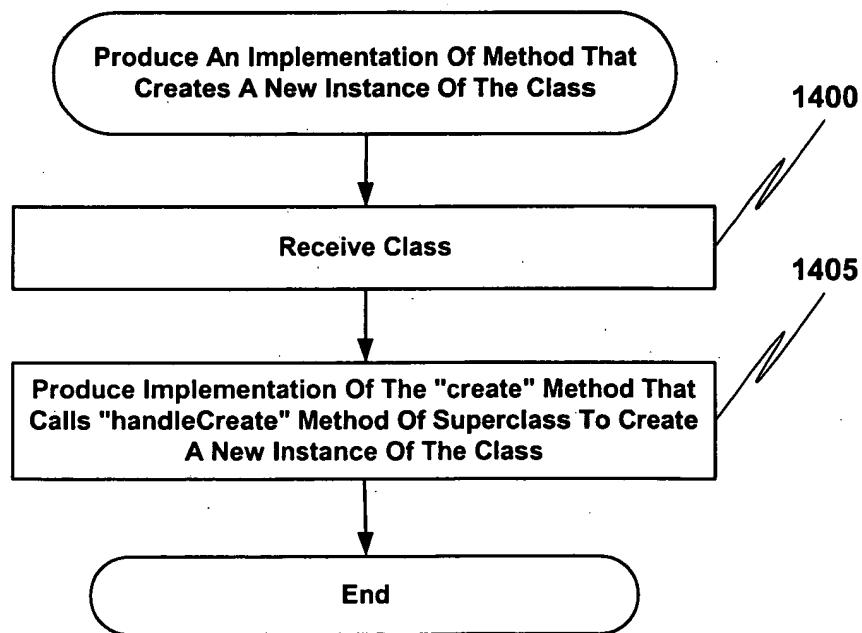 Produce An Implementation Of Method That
Creates A New Instance Of The Class
1400
Receive Class
1405
Produce Implementation Of The "create" Method That
Calls "handleCreate" Method Of Superclass To Create
A New Instance Of The Class
End